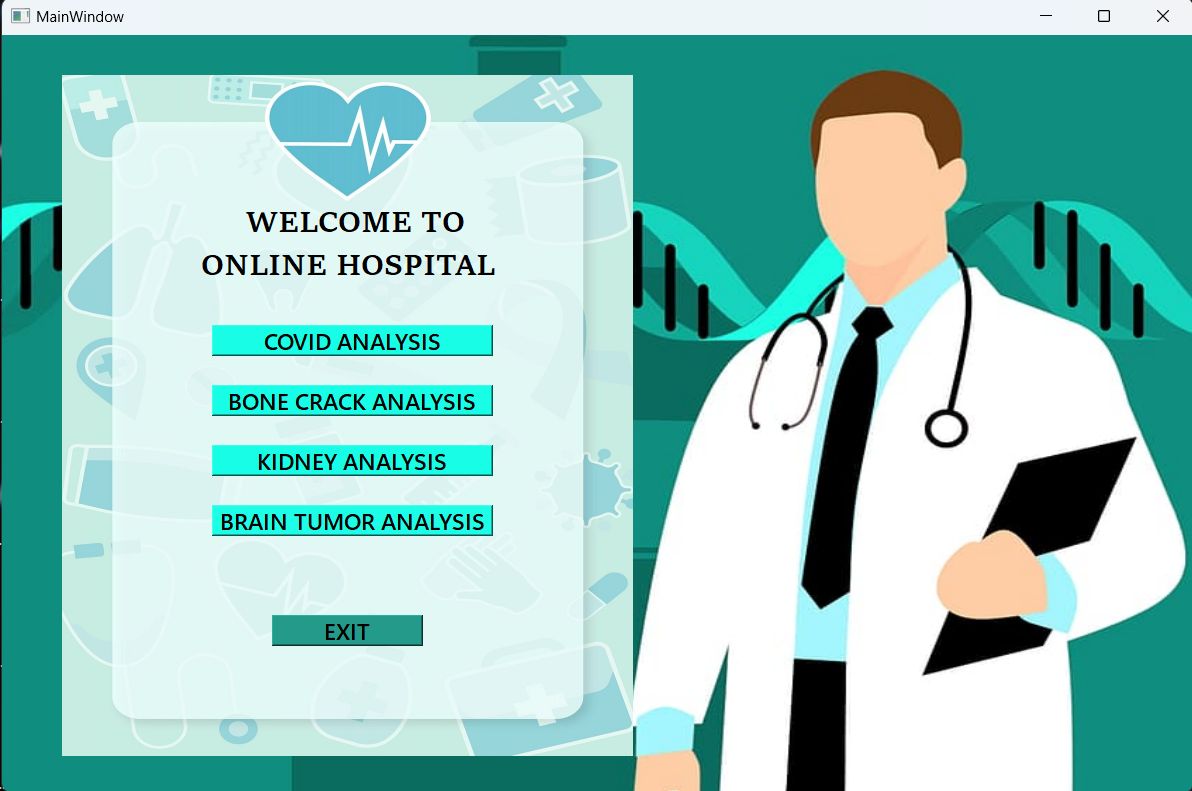 MainWindow
WELCOME TO
ONLINE HOSPITAL
COVID ANALYSIS
BONE CRACK ANALYSIS
KIDNEY ANALYSIS
BRAIN TUMOR ANALYSIS
EXIT